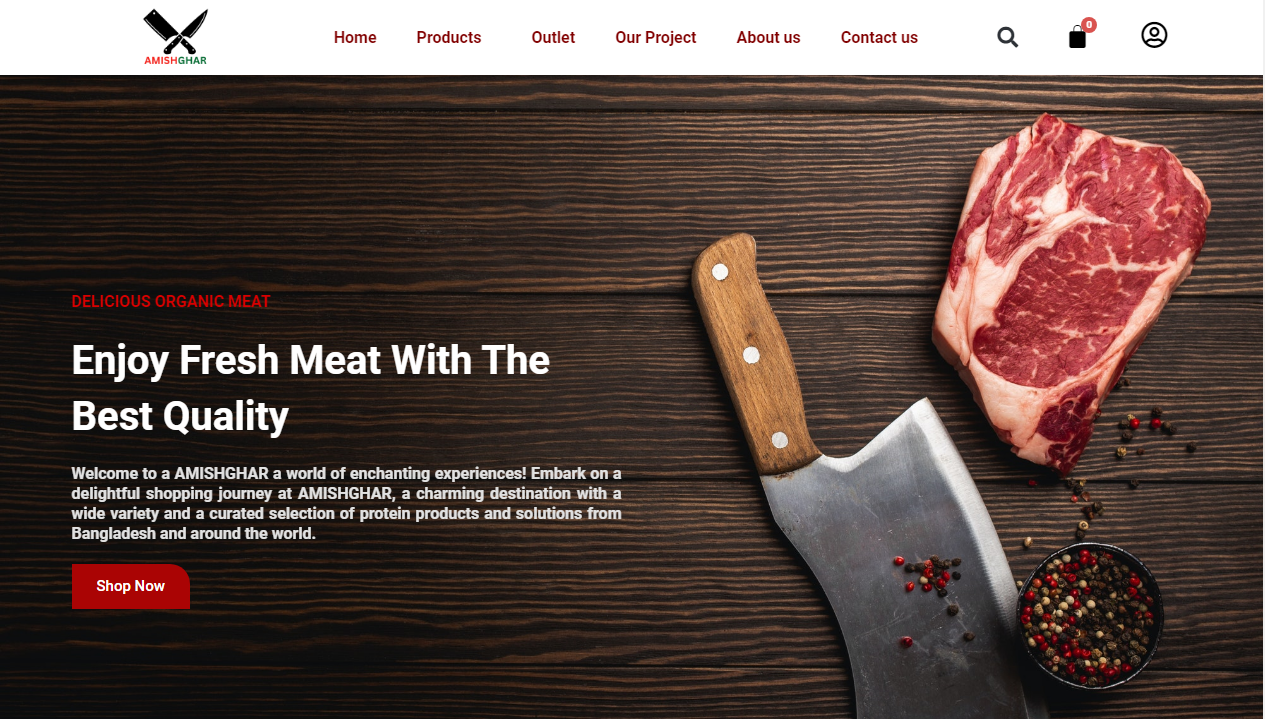 AMISHGHAR
Home Products Outlet Our Project About us Contact us
0
DELICIOUS ORGANIC MEAT
Enjoy Fresh Meat With The
Best Quality
Welcome to a AMISHGHAR a world of enchanting experiences! Embark on a
delightful shopping journey at AMISHGHAR, a charming destination with a
wide variety and a curated selection of protein products and solutions from
Bangladesh and around the world.
Shop Now